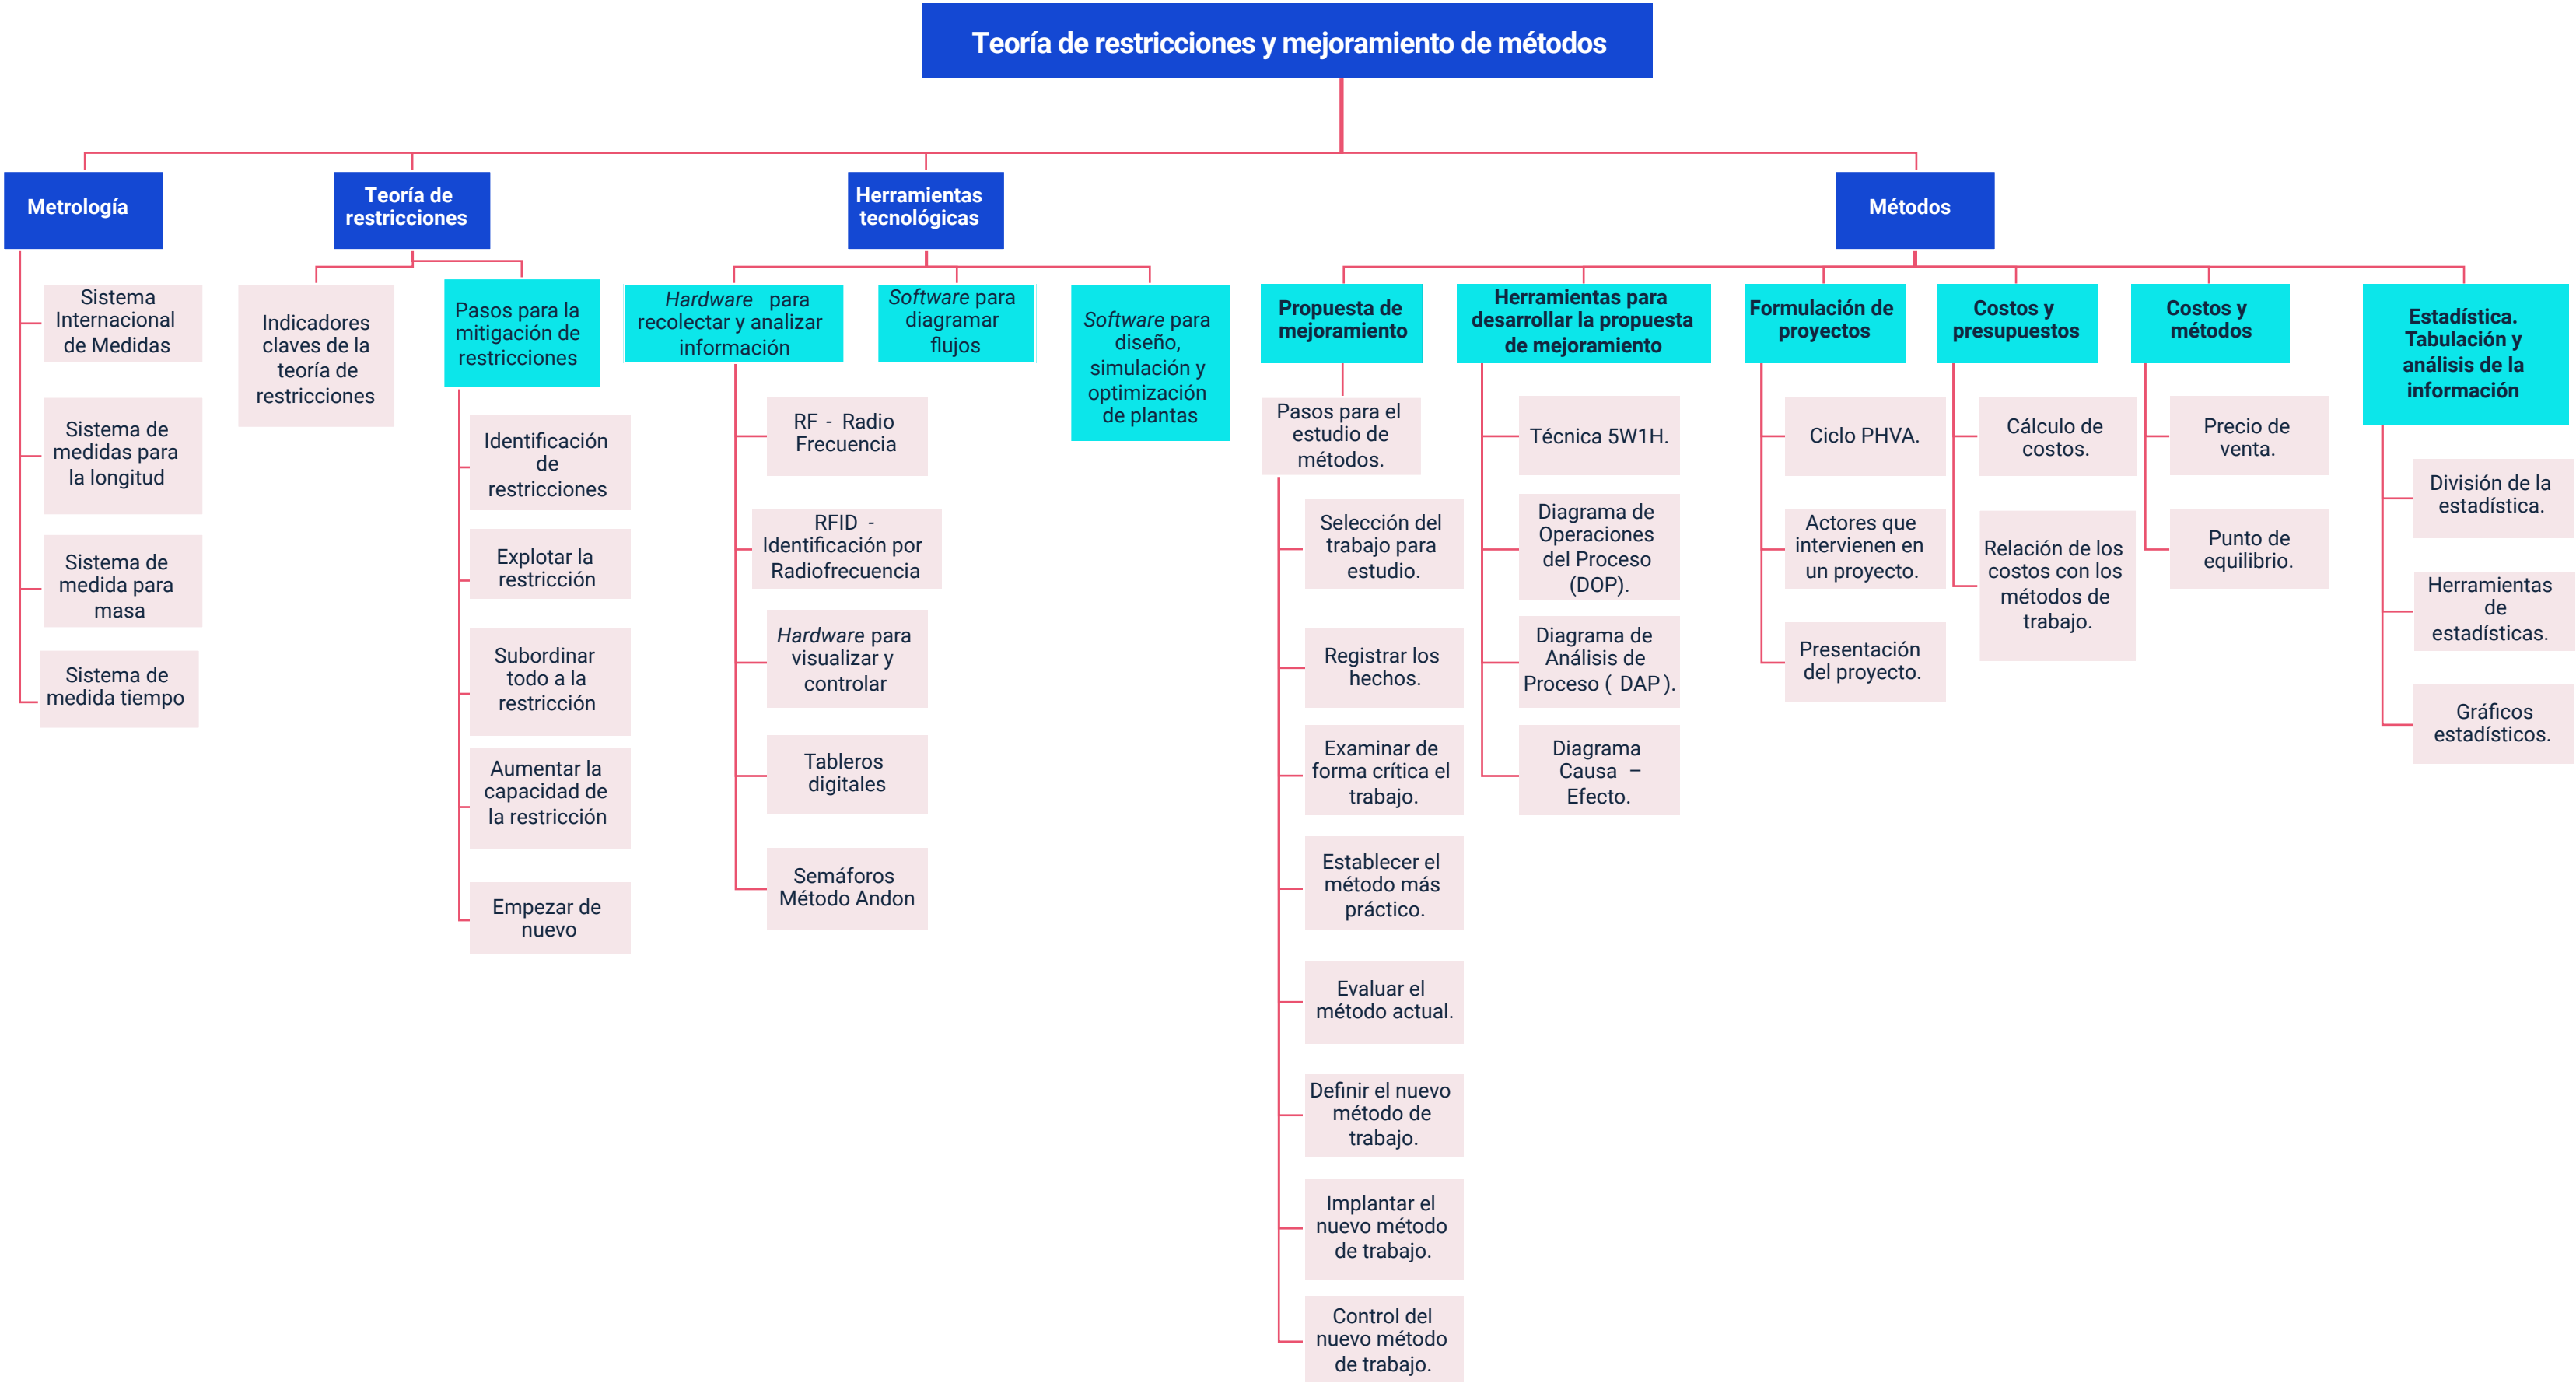 Teoría de restricciones y mejoramiento de métodos
Metrología
Sistema
Internacional
de Medidas
Sistema de
medidas para
la longitud
Sistema de
medida para
masa
Sistema de
medida tiempo
Teoría de
restricciones
Indicadores
claves de la
teoría de
restricciones
Pasos para la
mitigación de
restricciones
Identificación
de
restricciones
Explotar la
restricción
Subordinar
todo a la
restricción
Aumentar la
capacidad de
la restricción
Empezar de
nuevo
Herramientas
tecnológicas
Hardware para
recolectar y analizar
información
RF - Radio
Frecuencia
RFID -
Identificación por
Radiofrecuencia
Hardware para
visualizar y
controlar
Tableros
digitales
Semáforos
Método Andon
Software para
diagramar
flujos
Software para
diseño,
simulación y
optimización
de plantas
Métodos
Propuesta de
mejoramiento
Pasos para el
estudio de
métodos.
Selección del
trabajo para
estudio.
Registrar los
hechos.
Examinar de
forma crítica el
trabajo.
Establecer el
método más
práctico.
Evaluar el
método actual.
Definir el nuevo
método de
trabajo.
Implantar el
nuevo método
de trabajo.
Control del
nuevo método
de trabajo.
Herramientas para
desarrollar la propuesta
de mejoramiento
Técnica 5W1H.
Diagrama de
Operaciones
del Proceso
(DOP).
Diagrama de
Análisis de
Proceso ( DAP ).
Diagrama
Causa –
Efecto.
Formulación de
proyectos
Ciclo PHVA.
Actores que
intervienen en
un proyecto.
Presentación
del proyecto.
Costos y
presupuestos
Cálculo de
costos.
Relación de los
costos con los
métodos de
trabajo.
Costos y
métodos
Precio de
venta.
Punto de
equilibrio.
Estadística.
Tabulación y
análisis de la
información
División de la
estadística.
Herramientas
de
estadísticas.
Gráficos
estadísticos.